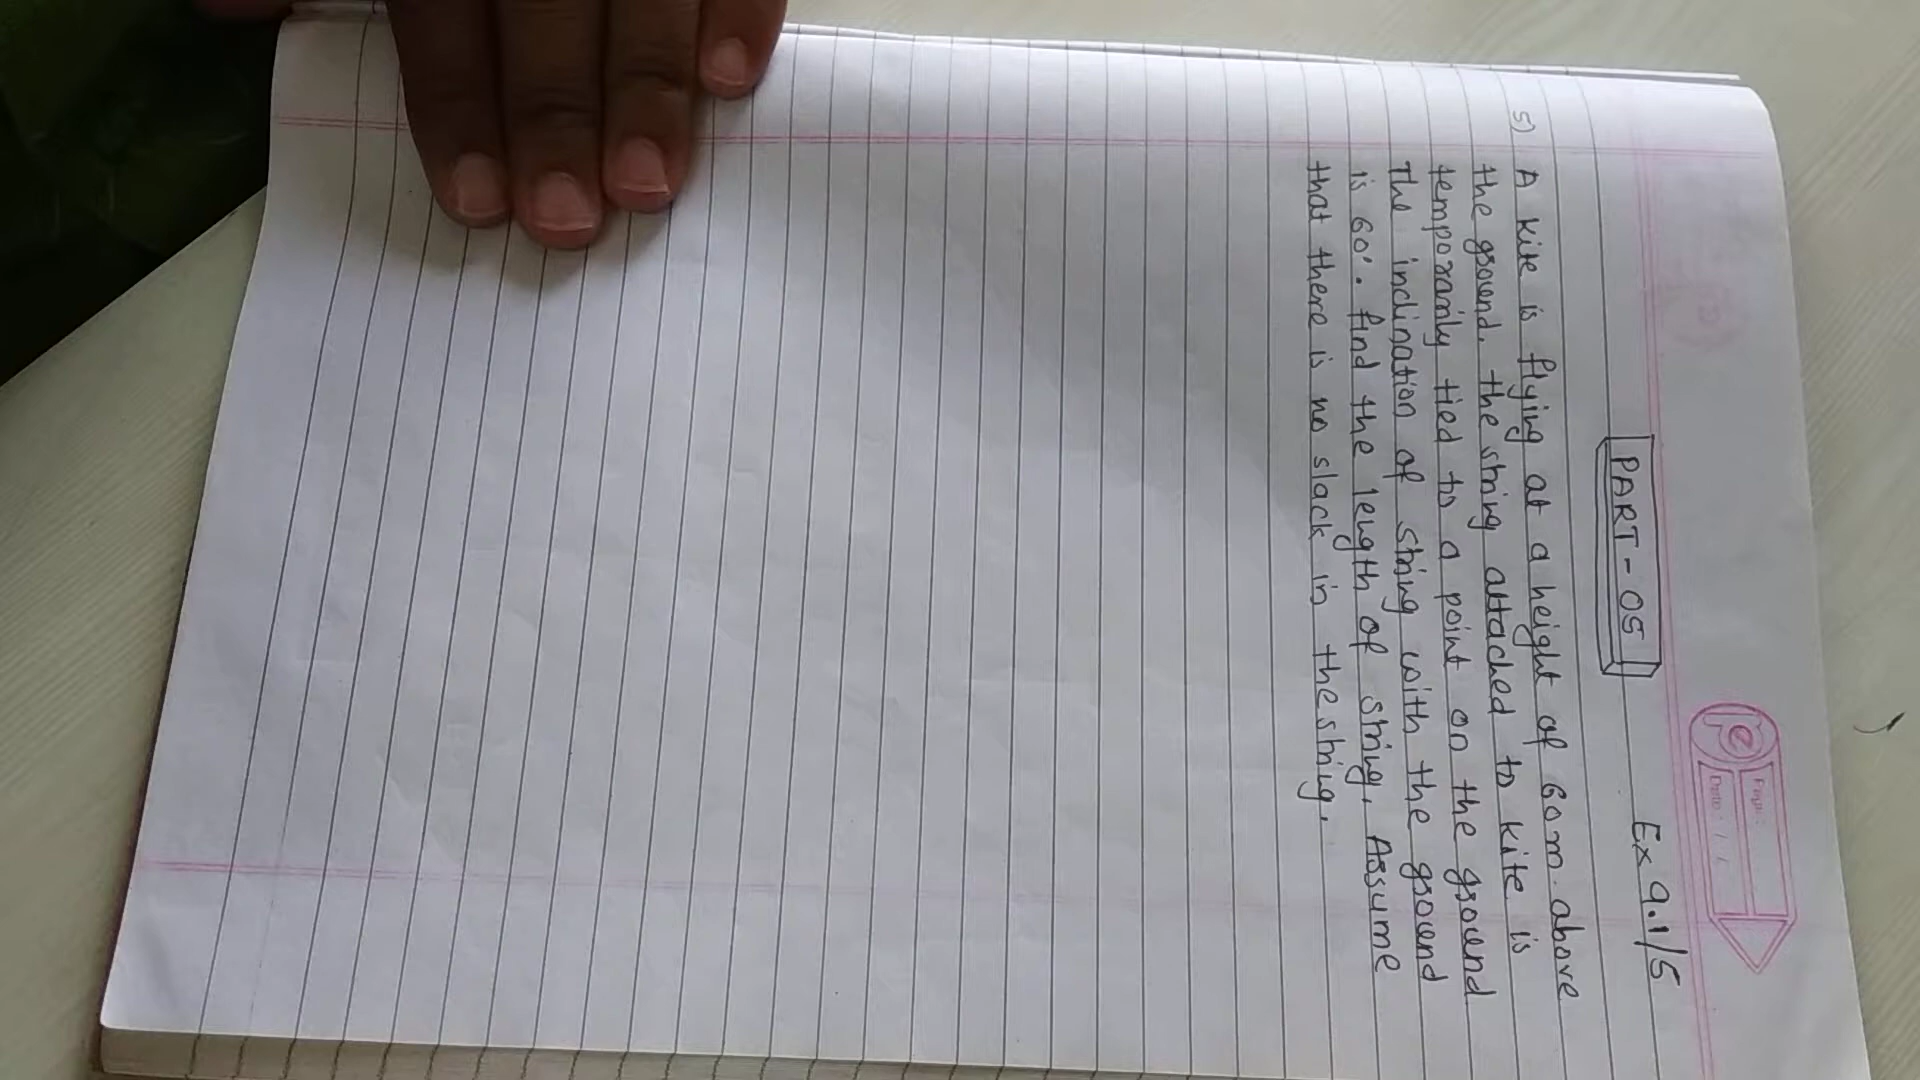 PART-05
Ex 9.1/5
5) A kite is flying at a height of 60m. above
the ground. the string attached to kite is
temporarily tied to a point on the ground
The inclination of string with the ground
is 60°. find the length of string. Assume
that there is no slack in the string.
Page:
Date: / /